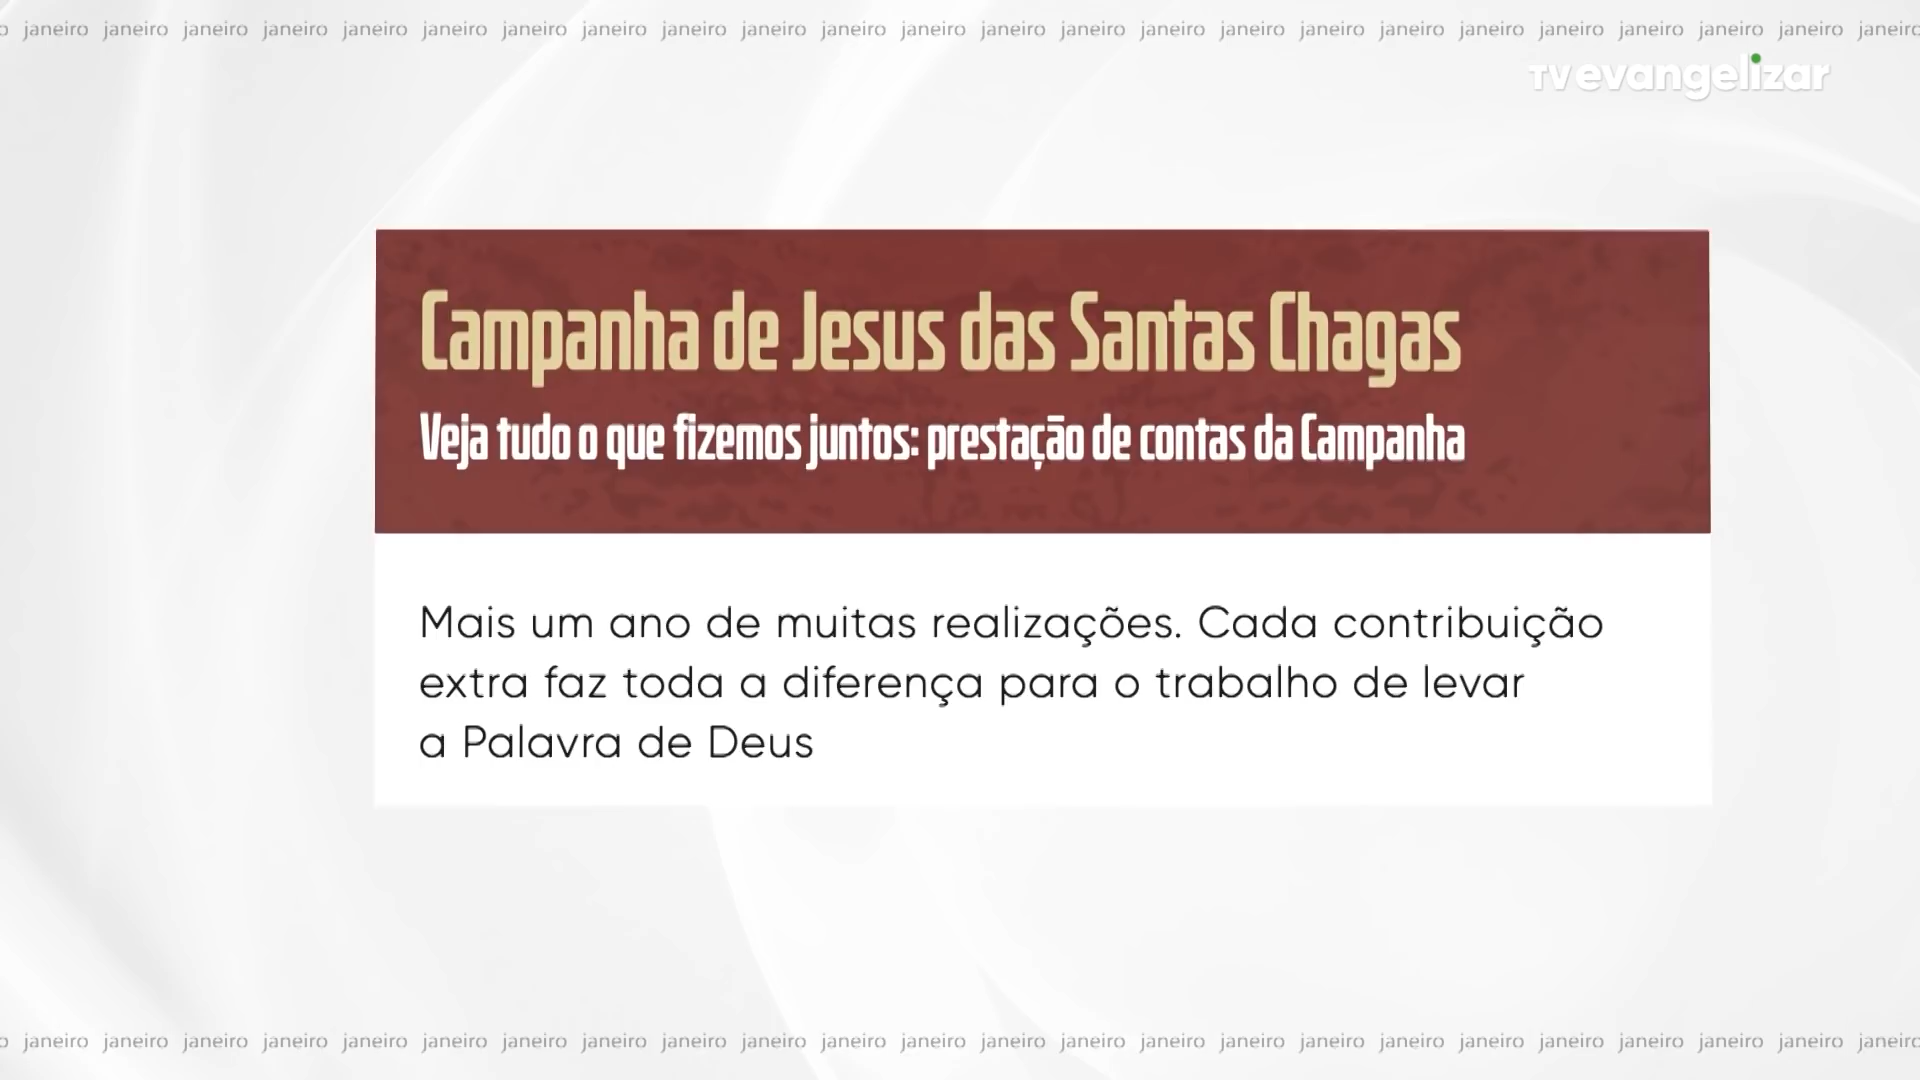 janeiro janeiro janeiro janeiro janeiro janeiro janeiro janeiro janeiro janeiro janeiro janeiro janeiro janeiro janeiro janeiro janeiro janeiro janeiro janeiro janeiro janeiro janeiro janeiro
TV evangelizar
Campanha de Jesus das Santas Chagas
Veja tudo o que fizemos juntos: prestação de contas da Campanha
Mais um ano de muitas realizações. Cada contribuição
extra faz toda a diferença para o trabalho de levar
a Palavra de Deus
janeiro janeiro janeiro janeiro janeiro janeiro janeiro janeiro janeiro janeiro janeiro janeiro janeiro janeiro janeiro janeiro janeiro janeiro janeiro janeiro janeiro janeiro janeiro janeiro